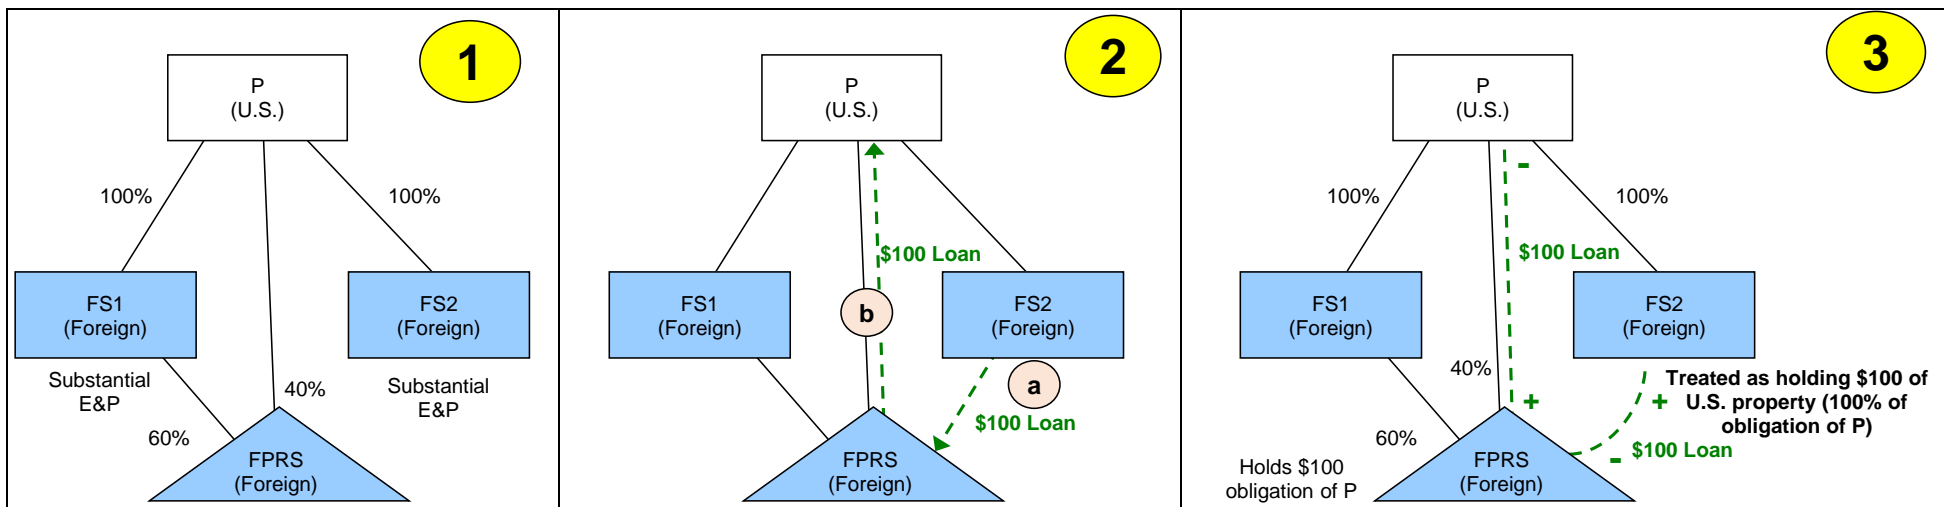 1
P
(U.S.)
100%
100%
FS1
(Foreign)
FS2
(Foreign)
Substantial
E&P
Substantial
E&P
40%
60%
FPRS
(Foreign)
2
P
(U.S.)
$100 Loan
FS1
(Foreign)
b
FS2
(Foreign)
a
$100 Loan
FPRS
(Foreign)
3
P
(U.S.)
-
100%
100%
$100 Loan
FS1
(Foreign)
FS2
(Foreign)
40%
+
Treated as holding $100 of
+ U.S. property (100% of
obligation of P)
60%
- $100 Loan
FPRS
(Foreign)
Holds $100
obligation of P